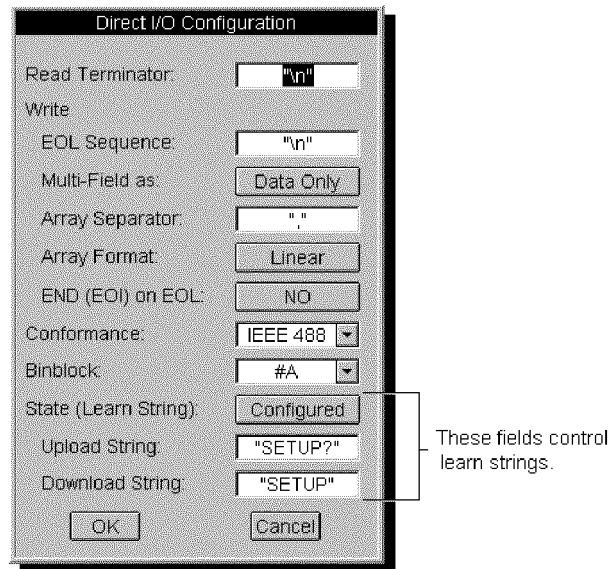 Direct I/O Configuration
Read Terminator: "\n"
Write
EOL Sequence: "\n"
Multi-Field as: Data Only
Array Separator: ","
Array Format: Linear
END (EOI) on EOL: NO
Conformance: IEEE 488
Binblock: #A
State (Learn String): Configured
Upload String: "SETUP?"
Download String: "SETUP"
OK Cancel
These fields control
learn strings.